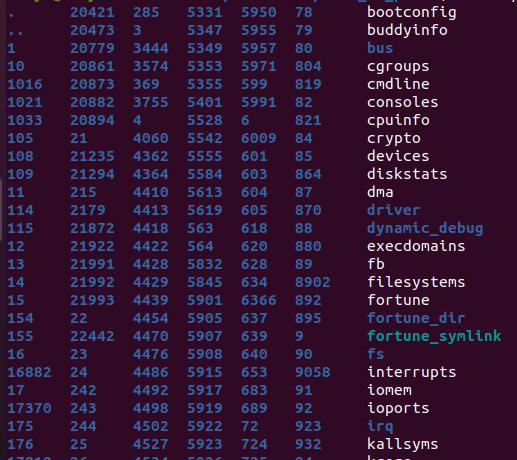 . 20421 285 5331 5950 78 bootconfig
.. 20473 3 5347 5955 79 buddyinfo
1 20779 3444 5349 5957 80 bus
10 20861 3574 5353 5971 804 cgroups
1016 20873 369 5355 599 819 cmdline
1021 20882 3755 5401 5991 82 consoles
1033 20894 4 5528 6 821 cpuinfo
105 21 4060 5542 6009 84 crypto
108 21235 4362 5555 601 85 devices
109 21294 4364 5584 603 864 diskstats
11 215 4410 5613 604 87 dma
114 2179 4413 5619 605 870 driver
115 21872 4418 563 618 88 dynamic_debug
12 21922 4422 564 620 880 execdomains
13 21991 4428 5832 628 89 fb
14 21992 4429 5845 634 8902 filesystems
15 21993 4439 5901 6366 892 fortune
154 22 4454 5905 637 895 fortune_dir
155 22442 4470 5907 639 9 fortune_symlink
16 23 4476 5908 640 90 fs
16882 24 4486 5915 653 9058 interrupts
17 242 4492 5917 683 91 iomem
17370 243 4498 5919 689 92 ioports
175 244 4502 5922 72 923 irq
176 25 4527 5923 724 932 kallsyms